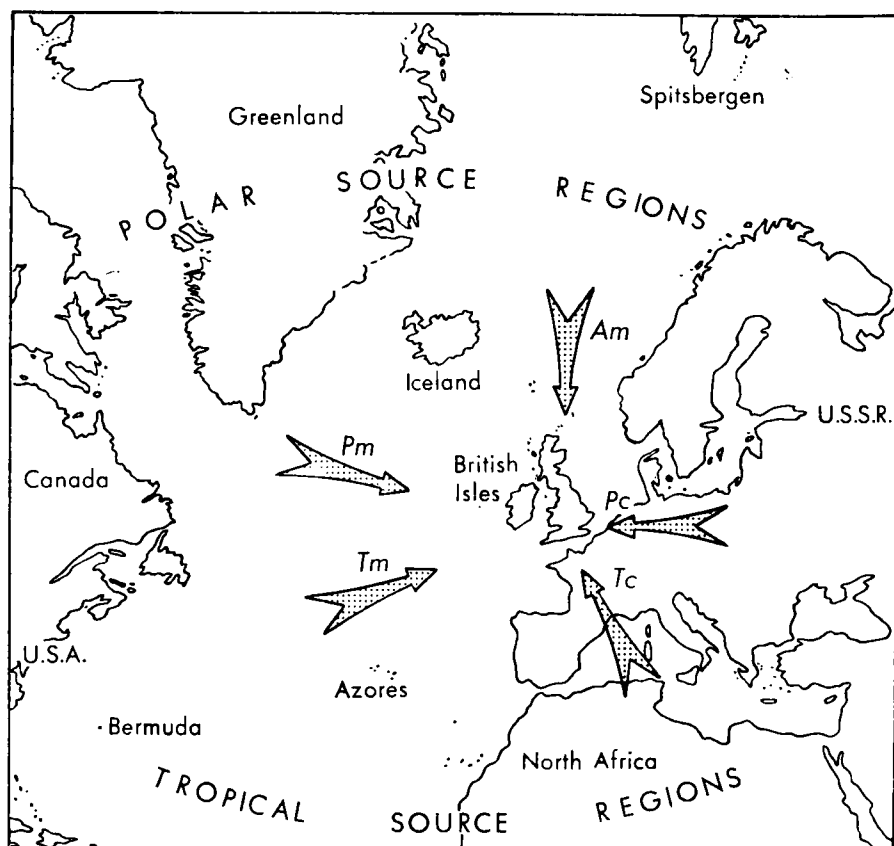 Spitsbergen
Greenland
POLAR SOURCE REGIONS
Am
Iceland
U.S.S.R.
Pm
British
Isles
Canada
Pc
Tm
Tc
U.S.A.
Azores
Bermuda
North Africa
TROPICAL SOURCE REGIONS